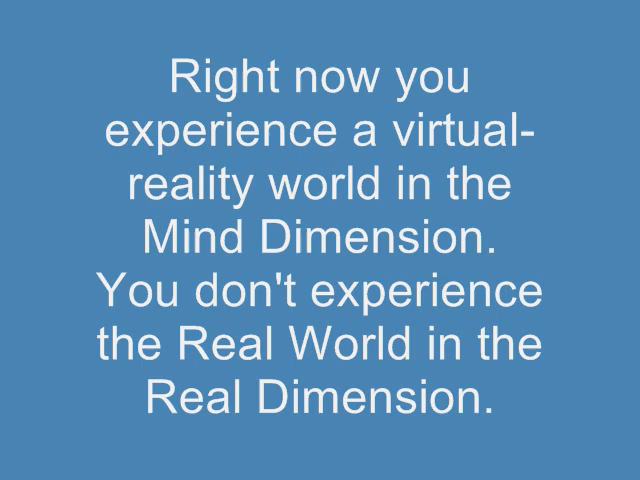 Right now you
experience a virtual-
reality world in the
Mind Dimension.
You don't experience
the Real World in the
Real Dimension.